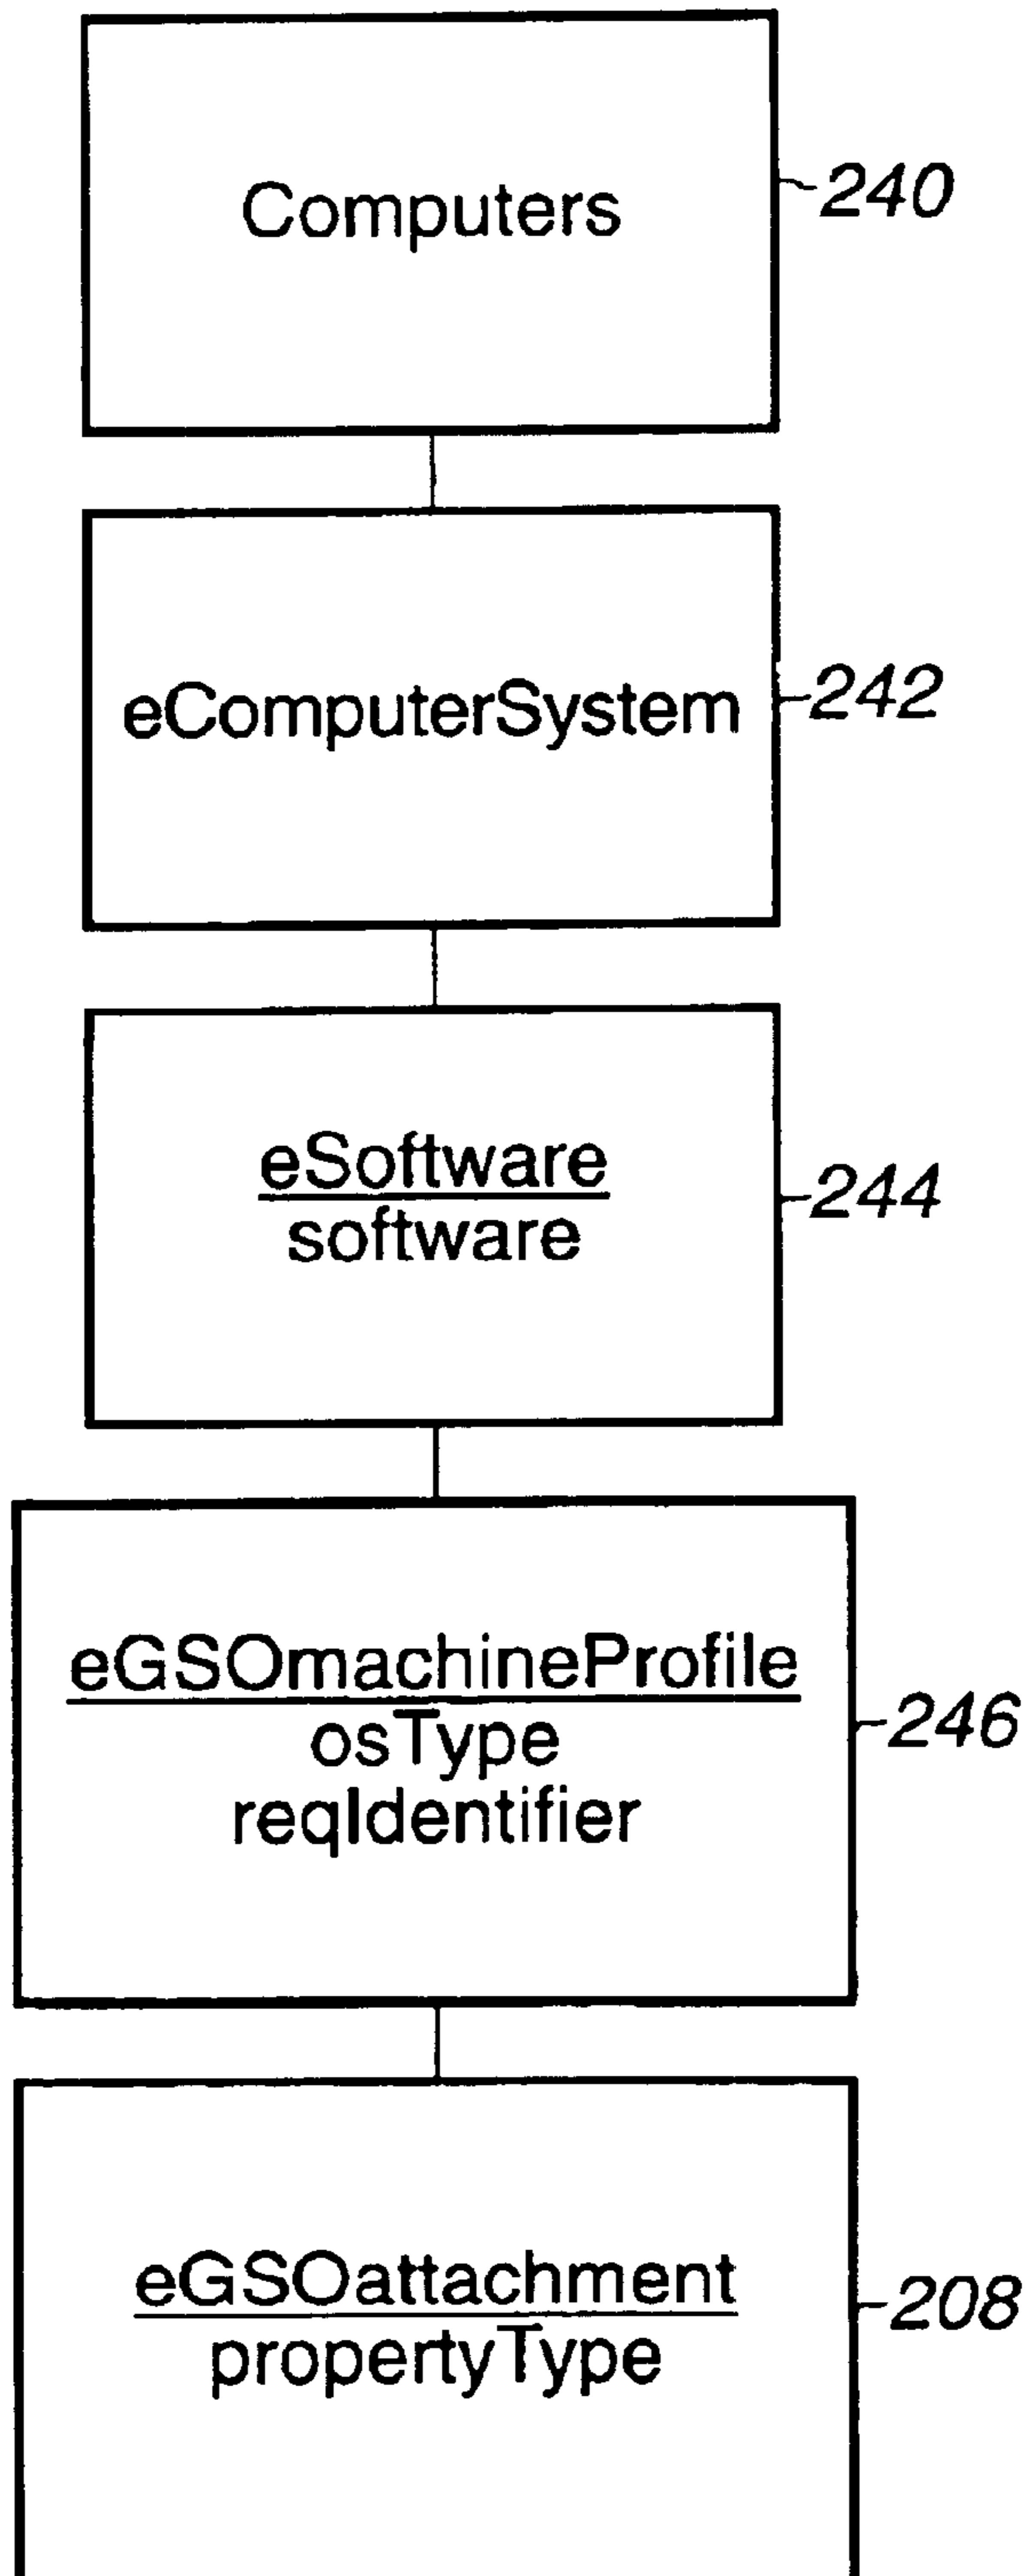 Computers
240
eComputerSystem
242
eSoftware
software
244
eGSOmachineProfile
osType
reqIdentifier
246
eGSOattachment
propertyType
208